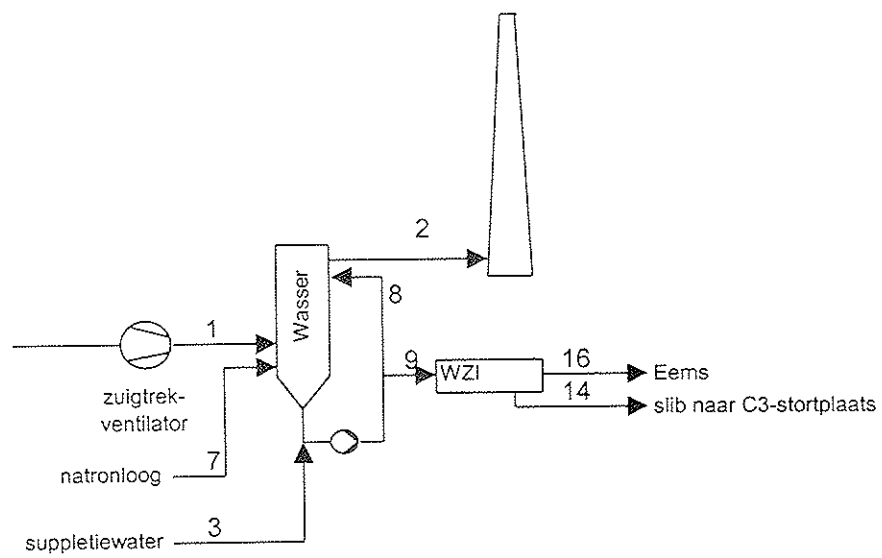 2
Wasser
8
1
9
WZI
16
Eems
14
slib naar C3-stortplaats
zuigtrek-
ventilator
7
natronloog
3
suppletiewater